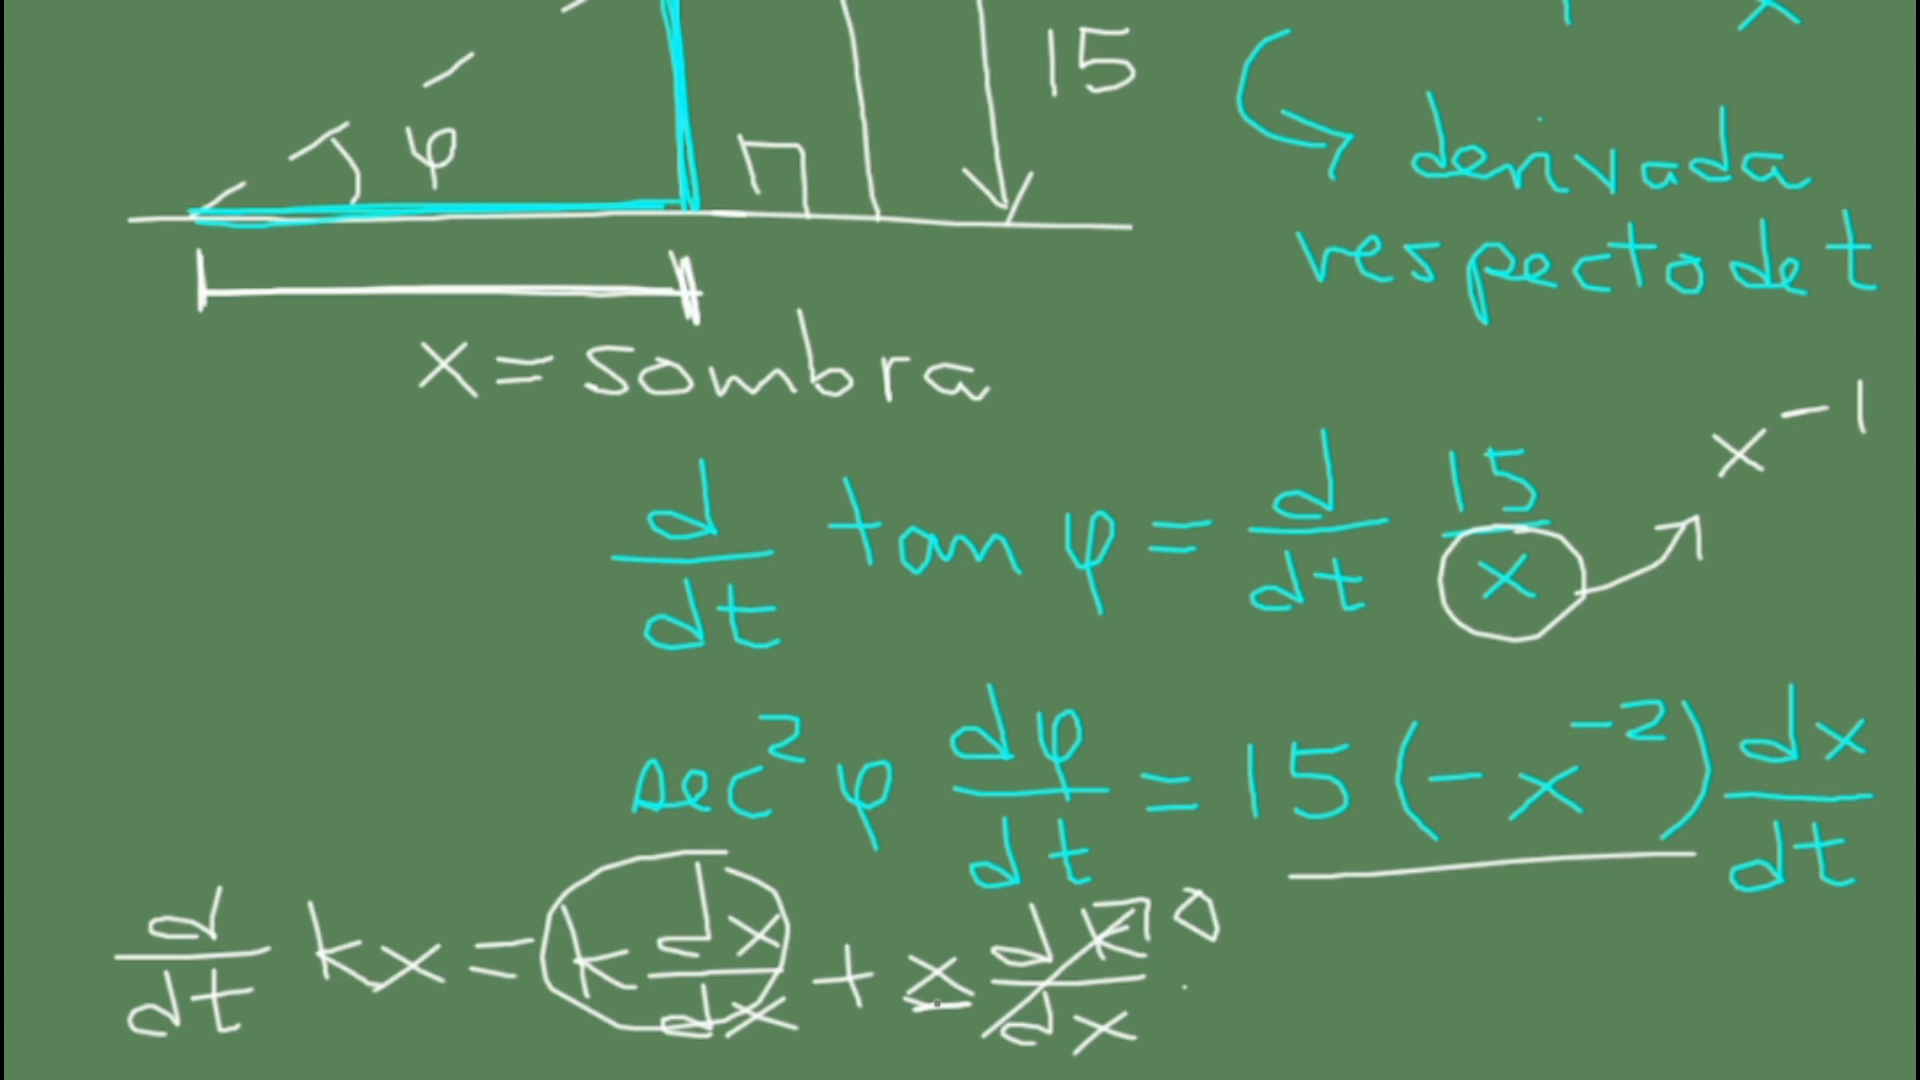 15
φ
derivada
respecto de t
x = sombra
x^-1
d/dt tan φ = d/dt 15/x
sec² φ dφ/dt = 15(-x^-2) dx/dt
d/dt kx = k dx/dx + x dk/dx 0